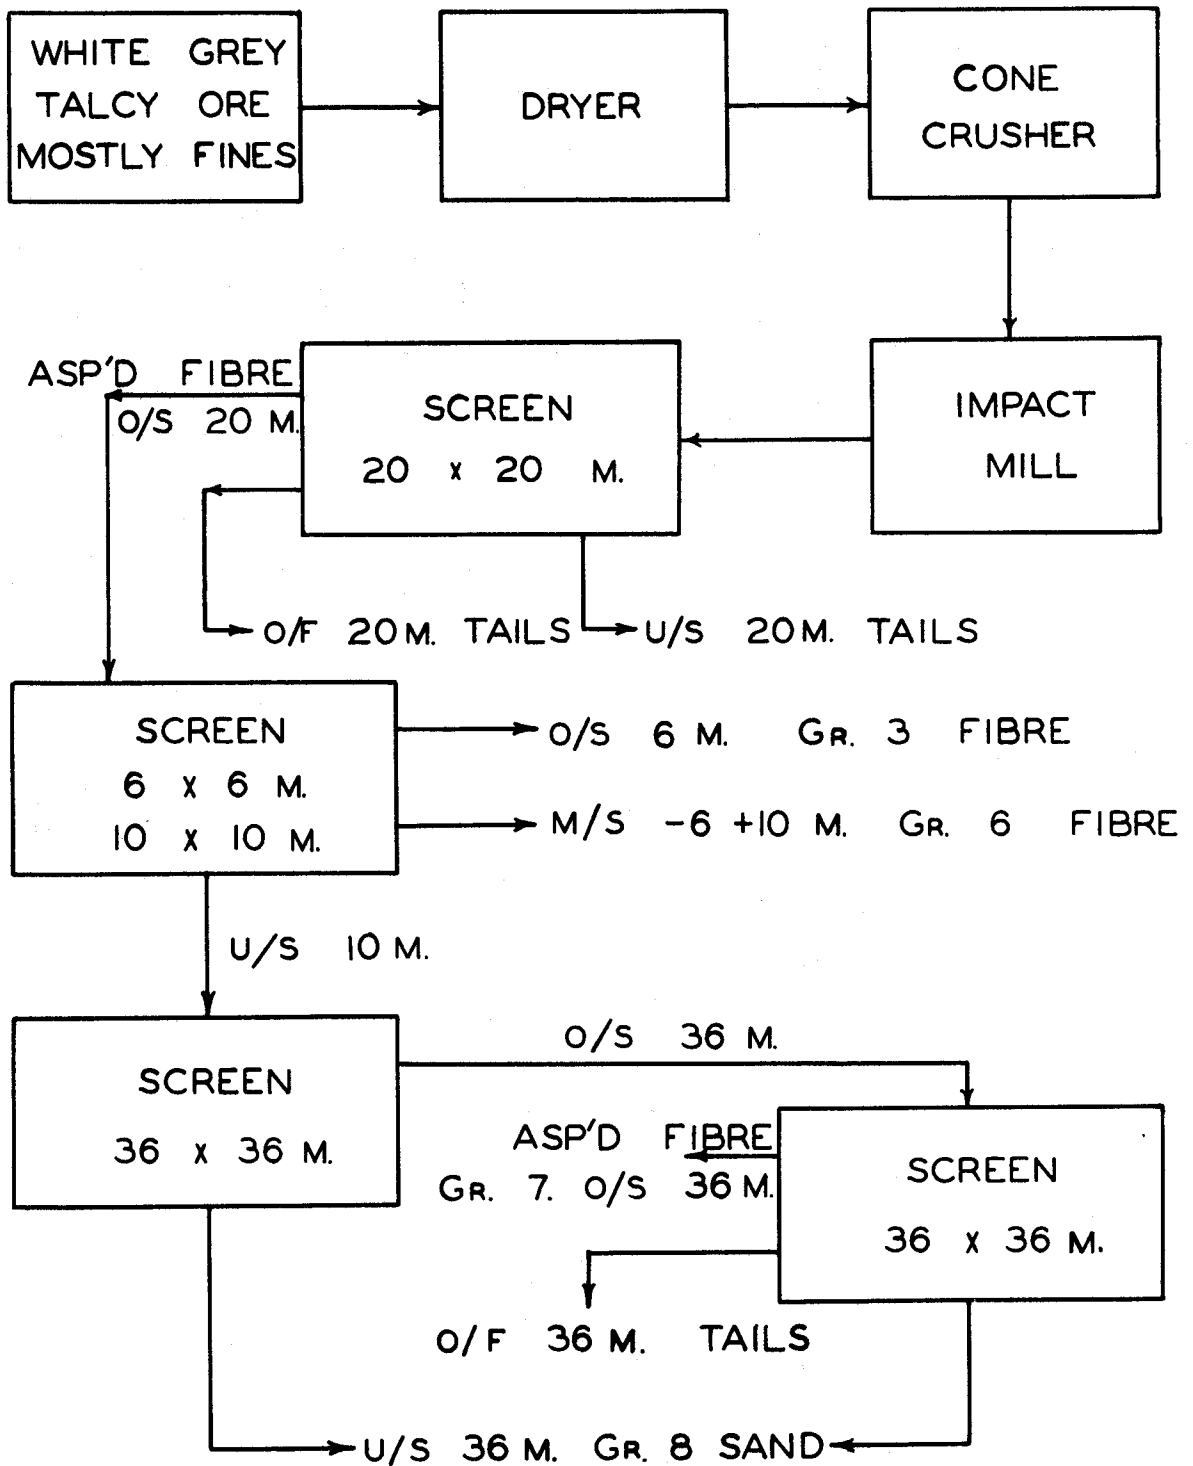 WHITE GREY
TALCY ORE
MOSTLY FINES
DRYER
CONE
CRUSHER
IMPACT
MILL
SCREEN
20 x 20 M.
ASP'D FIBRE
O/S 20 M.
O/F 20 M. TAILS
U/S 20 M. TAILS
SCREEN
6 x 6 M.
10 x 10 M.
O/S 6 M. GR. 3 FIBRE
M/S -6 +10 M. GR. 6 FIBRE
U/S 10 M.
SCREEN
36 x 36 M.
O/S 36 M.
ASP'D FIBRE
GR. 7. O/S 36 M.
SCREEN
36 x 36 M.
O/F 36 M. TAILS
U/S 36 M. GR. 8 SAND